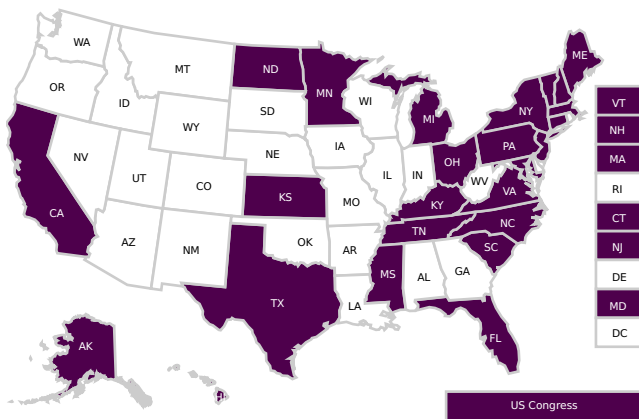 WA
ME
MT
ND
OR
MN
VT
ID
WI
SD
NY
MI
WY
NH
PA
IA
NE
MA
NV
OH
IL
IN
UT
WV
RI
CO
VA
KS
MO
KY
CA
CT
NC
TN
AZ
OK
NM
AR
SC
NJ
MS
AL
GA
DE
TX
LA
MD
DC
FL
AK
HI
US Congress